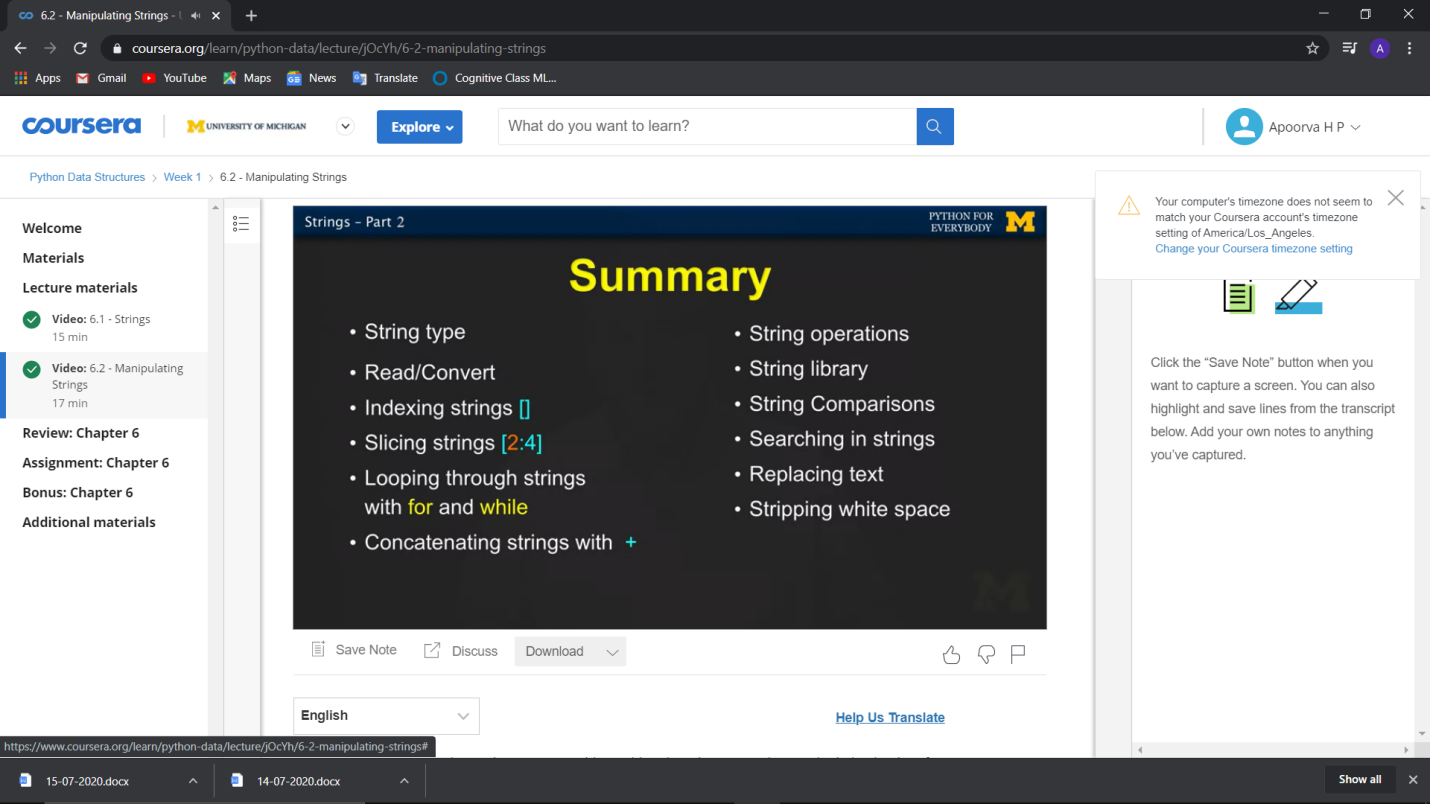 6.2 - Manipulating Strings - U
coursera.org/learn/python-data/lecture/jOcYh/6-2-manipulating-strings
A
Apps
Gmail
YouTube
Maps
News
Translate
Cognitive Class ML...
coursera
M UNIVERSITY OF MICHIGAN
Explore
What do you want to learn?
Apoorva H P
Python Data Structures > Week 1 > 6.2 - Manipulating Strings
Welcome
Materials
Lecture materials
Video: 6.1 - Strings
15 min
Video: 6.2 - Manipulating
Strings
17 min
Review: Chapter 6
Assignment: Chapter 6
Bonus: Chapter 6
Additional materials
Strings – Part 2
PYTHON FOR
EVERYBODY
M
Summary
• String type
• Read/Convert
• Indexing strings []
• Slicing strings [2:4]
• Looping through strings
with for and while
• Concatenating strings with +
• String operations
• String library
• String Comparisons
• Searching in strings
• Replacing text
• Stripping white space
M
Save Note
Discuss
Download
English
Help Us Translate
Your computer's timezone does not seem to
match your Coursera account's timezone
setting of America/Los_Angeles.
Change your Coursera timezone setting
Click the “Save Note” button when you
want to capture a screen. You can also
highlight and save lines from the transcript
below. Add your own notes to anything
you've captured.
https://www.coursera.org/learn/python-data/lecture/jOcYh/6-2-manipulating-strings#
15-07-2020.docx
14-07-2020.docx
Show all